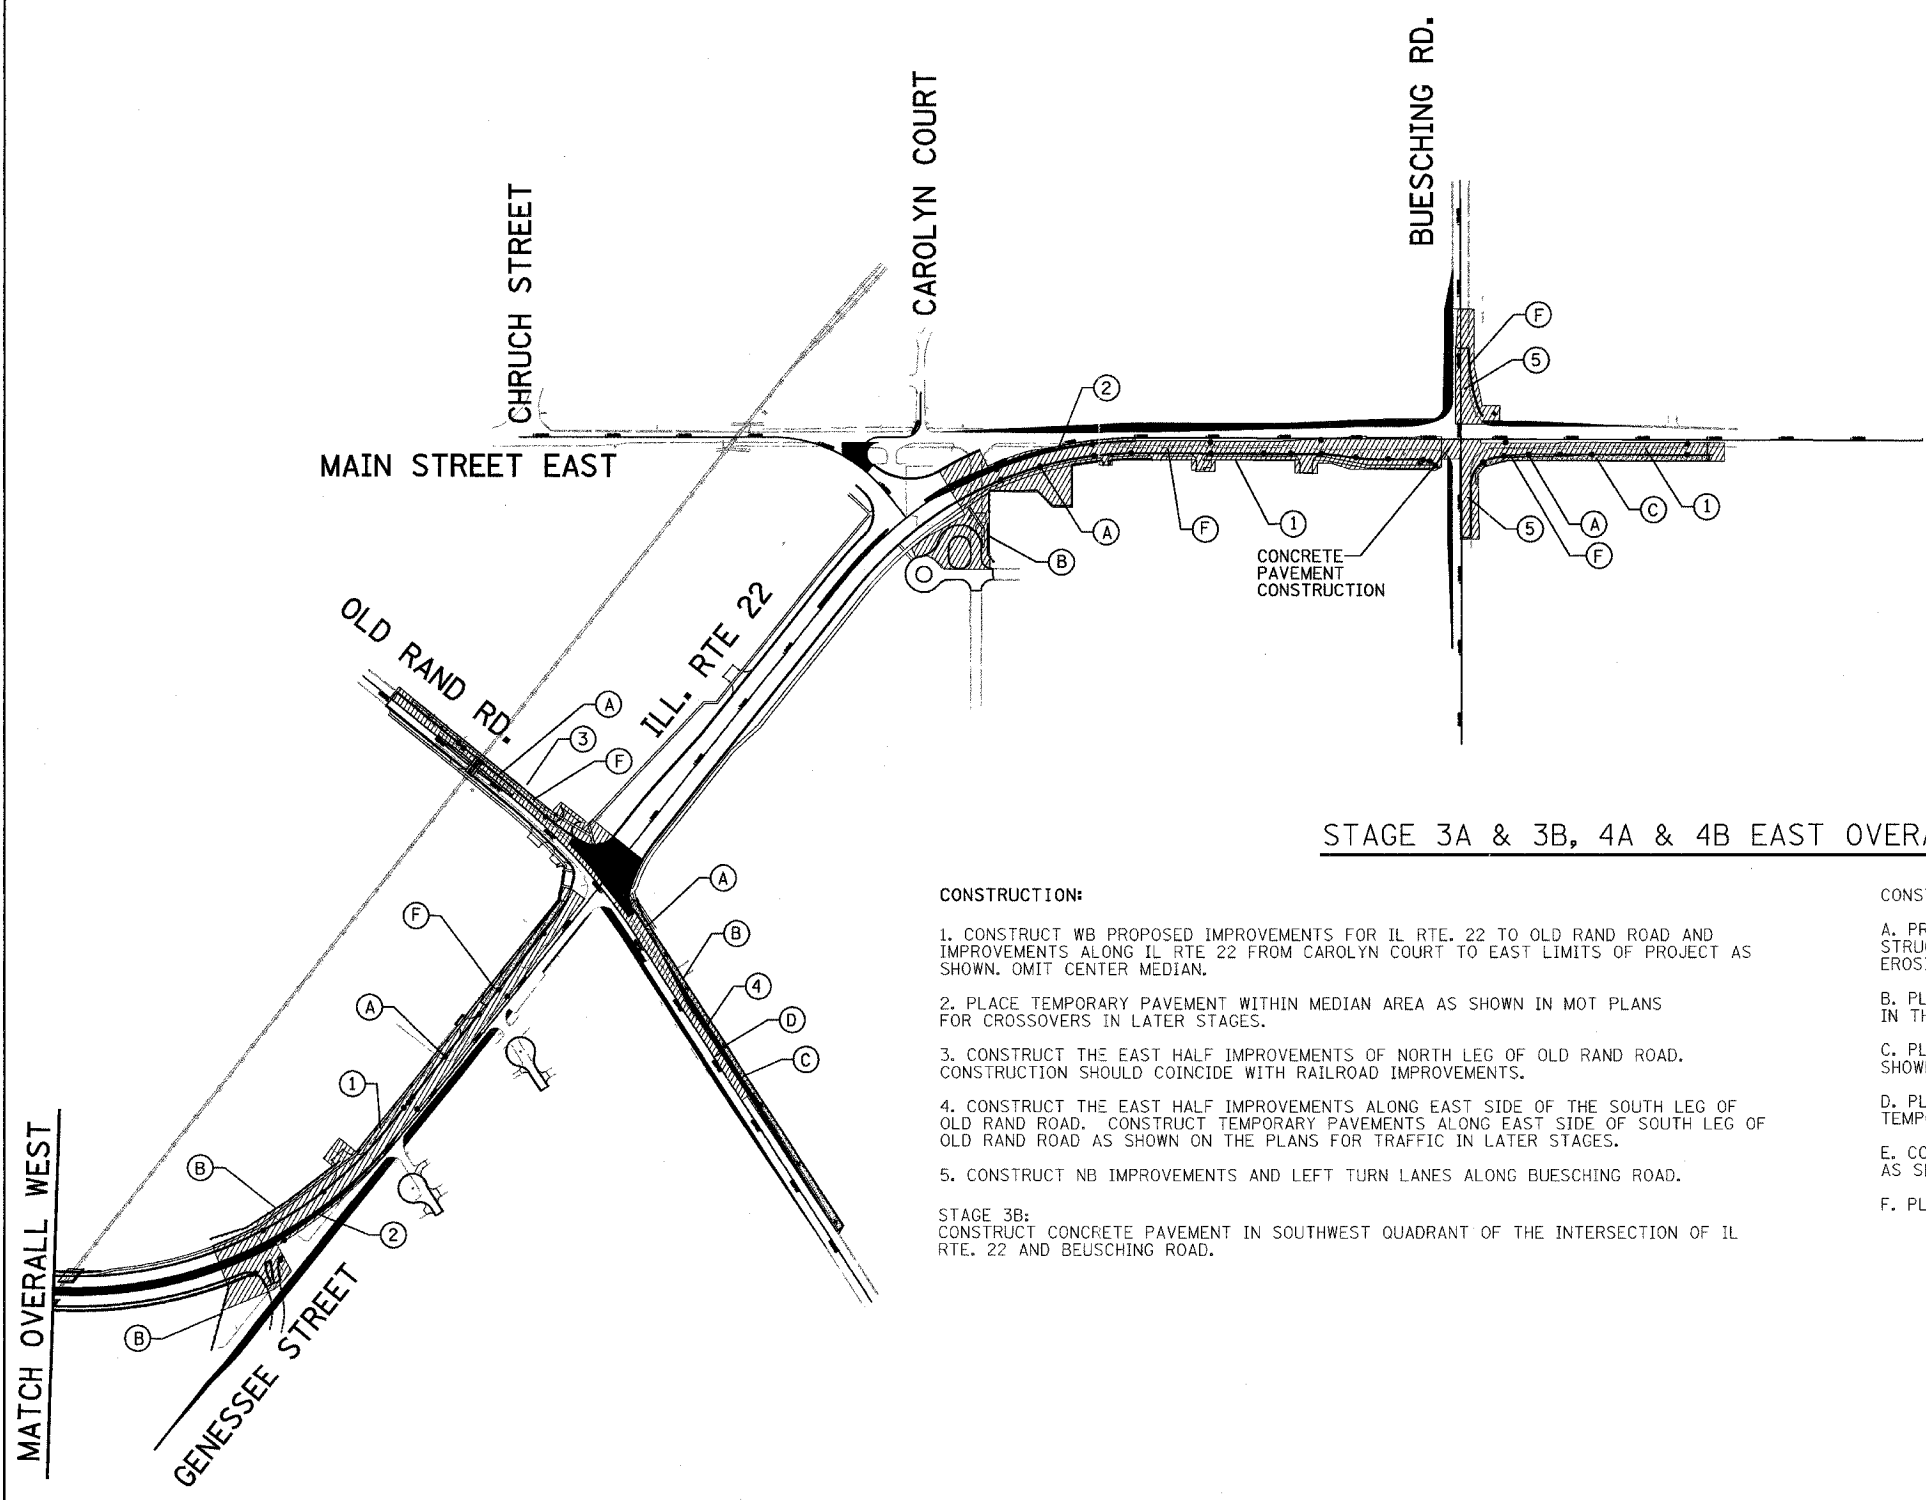 BUESCHING RD.
CAROLYN COURT
CHRUCH STREET
MAIN STREET EAST
F
5
2
F
1
A
B
CONCRETE
PAVEMENT
CONSTRUCTION
5
A
C
1
F
ILL. RTE 22
OLD RAND RD.
A
3
F
A
B
4
D
C
F
A
1
B
2
B
GENESSEE STREET
MATCH OVERALL WEST
STAGE 3A & 3B, 4A & 4B EAST OVERA
CONSTRUCTION:
1. CONSTRUCT WB PROPOSED IMPROVEMENTS FOR IL RTE. 22 TO OLD RAND ROAD AND
IMPROVEMENTS ALONG IL RTE 22 FROM CAROLYN COURT TO EAST LIMITS OF PROJECT AS
SHOWN. OMIT CENTER MEDIAN.
2. PLACE TEMPORARY PAVEMENT WITHIN MEDIAN AREA AS SHOWN IN MOT PLANS
FOR CROSSOVERS IN LATER STAGES.
3. CONSTRUCT THE EAST HALF IMPROVEMENTS OF NORTH LEG OF OLD RAND ROAD.
CONSTRUCTION SHOULD COINCIDE WITH RAILROAD IMPROVEMENTS.
4. CONSTRUCT THE EAST HALF IMPROVEMENTS ALONG EAST SIDE OF THE SOUTH LEG OF
OLD RAND ROAD. CONSTRUCT TEMPORARY PAVEMENTS ALONG EAST SIDE OF SOUTH LEG OF
OLD RAND ROAD AS SHOWN ON THE PLANS FOR TRAFFIC IN LATER STAGES.
5. CONSTRUCT NB IMPROVEMENTS AND LEFT TURN LANES ALONG BUESCHING ROAD.
STAGE 3B:
CONSTRUCT CONCRETE PAVEMENT IN SOUTHWEST QUADRANT OF THE INTERSECTION OF IL
RTE. 22 AND BEUSCHING ROAD.
CONS
A. PR
STRU
EROS
B. PL
IN TH
C. PL
SHOW
D. PL
TEMP
E. CO
AS S
F. PL